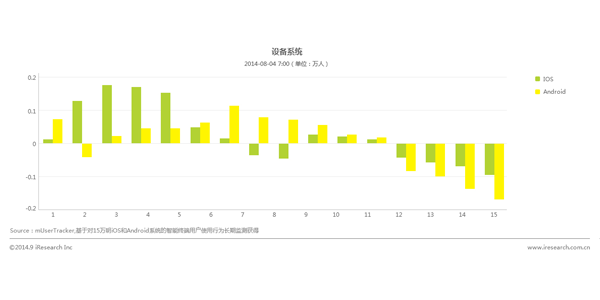 设备系统
2014-08-04 7:00 ( 单位：万人 )
IOS
Android
0.2
0.1
0
-0.1
-0.2
1 2 3 4 5 6 7 8 9 10 11 12 13 14 15
Source：mUserTracker,基于对15万明iOS和Android系统的智能终端用户使用行为长期监测获得
©2014.9 iResearch Inc
www.iresearch.com.cn